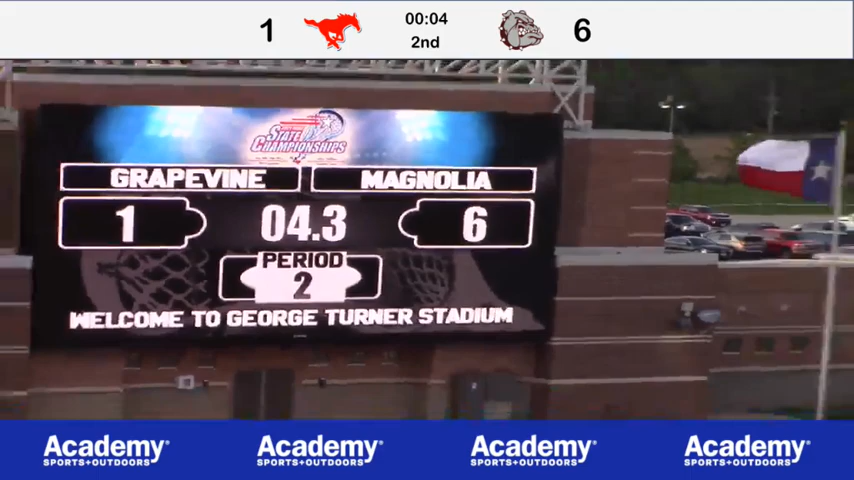 1 00:04 6
2nd
STATE
CHAMPIONSHIPS
GRAPEVINE MAGNOLIA
1 04.3 6
PERIOD
2
WELCOME TO GEORGE TURNER STADIUM
Academy Academy Academy Academy
SPORTS+OUTDOORS SPORTS+OUTDOORS SPORTS+OUTDOORS SPORTS+OUTDOORS